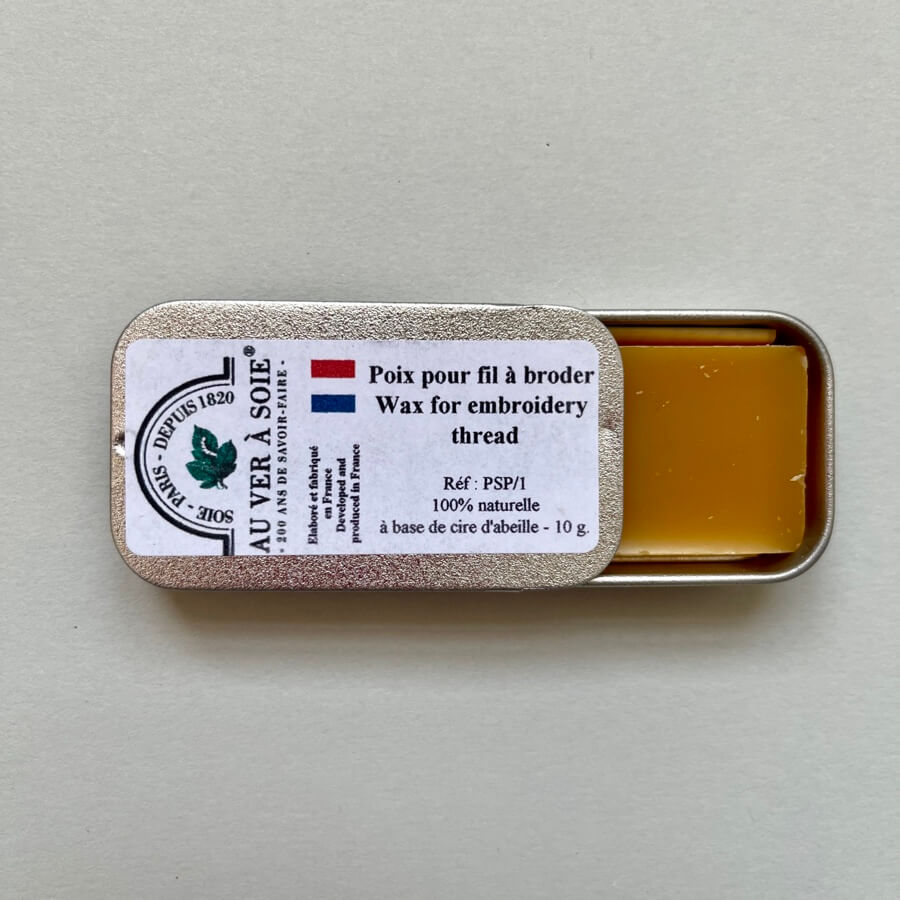 SOIE - PARIS - DEPUIS 1820
AU VER À SOIE®
- 200 ANS DE SAVOIR-FAIRE -
Elaboré et fabriqué
en France
Developed and
produced in France
Poix pour fil à broder
Wax for embroidery
thread
Réf : PSP/1
100% naturelle
à base de cire d'abeille - 10 g.